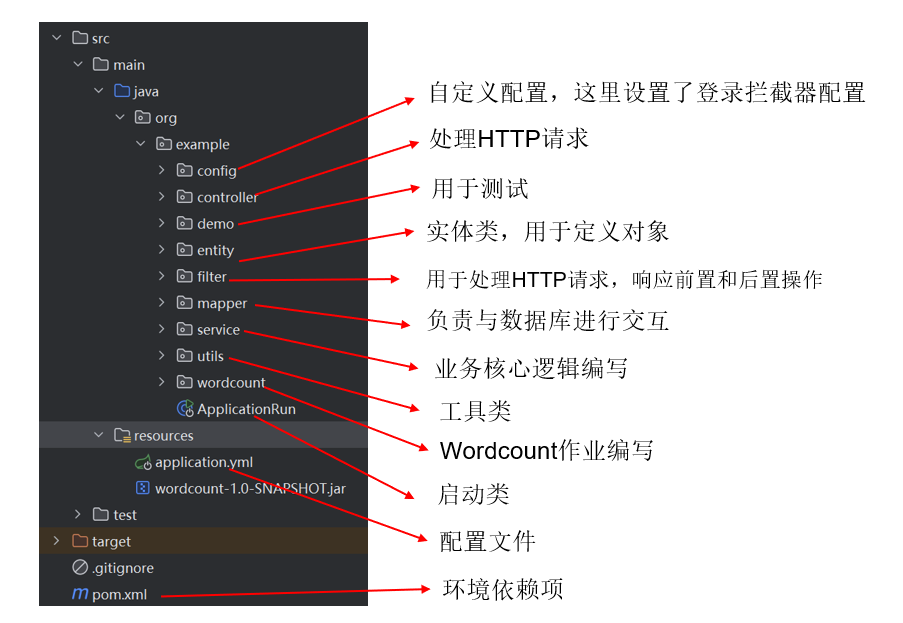 src
main
java
org
example
config
controller
demo
entity
filter
mapper
service
utils
wordcount
ApplicationRun
resources
application.yml
wordcount-1.0-SNAPSHOT.jar
test
target
.gitignore
pom.xml
自定义配置，这里设置了登录拦截器配置
处理HTTP请求
用于测试
实体类，用于定义对象
用于处理HTTP请求，响应前置和后置操作
负责与数据库进行交互
业务核心逻辑编写
工具类
Wordcount作业编写
启动类
配置文件
环境依赖项